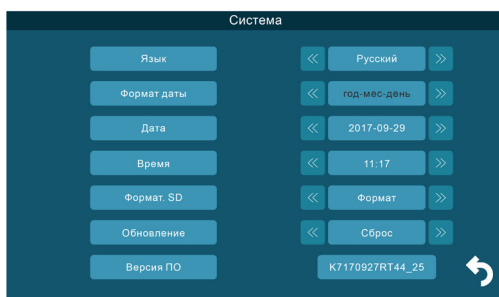 Система
Язык « Русский »
Формат даты « год-мес-день »
Дата « 2017-09-29 »
Время « 11:17 »
Формат. SD « Формат »
Обновление « Сброс »
Версия ПО K7170927RT44_25